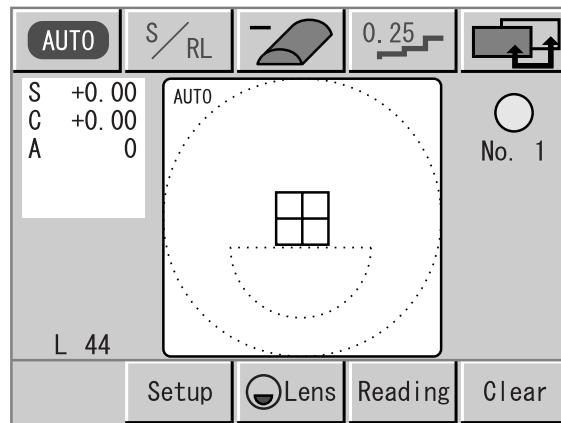 AUTO S/RL 0.25
S +0.00
C +0.00
A 0
AUTO
No. 1
L 44
Setup Lens Reading Clear